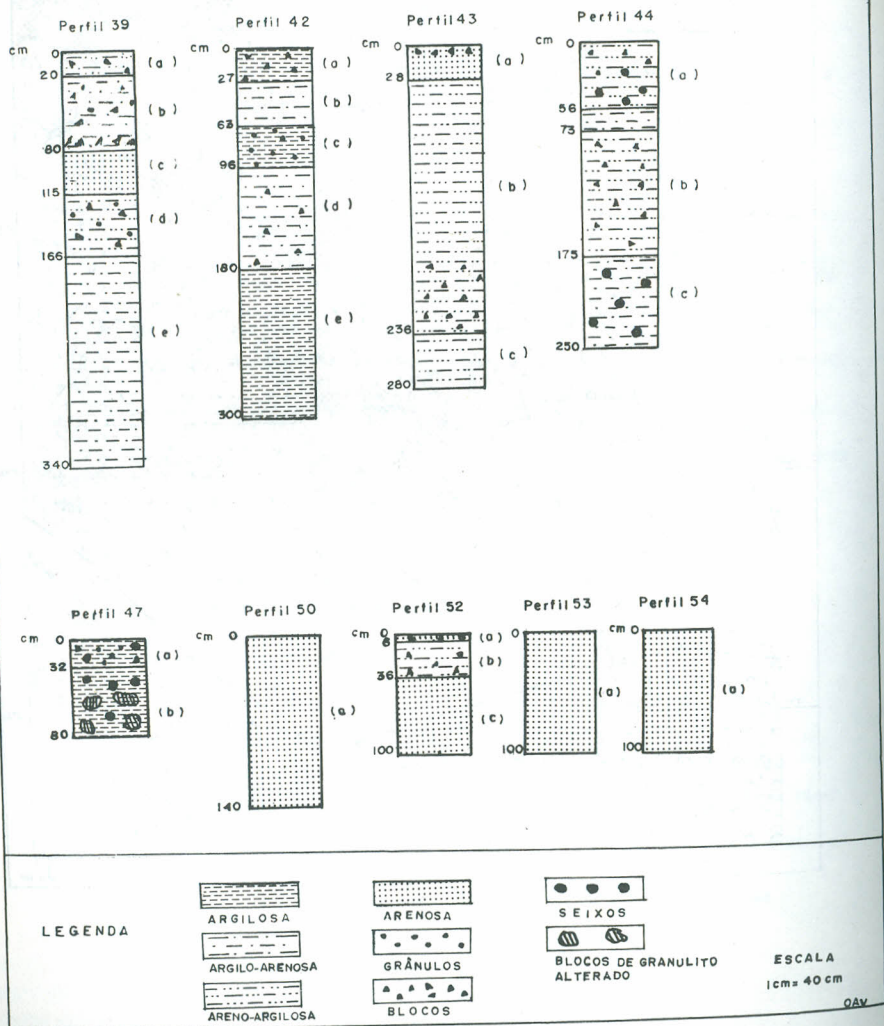 Perfil 39 Perfil 42 Perfil 43 Perfil 44
cm 0 (a)
20
(b)
80
(c)
115
(d)
166
(e)
340
cm 0 (a)
27
(b)
63
(c)
96
(d)
180
(e)
300
cm 0 (a)
28
(b)
236
(c)
280
cm 0
(a)
56
73
(b)
175
(c)
250
Perfil 47 Perfil 50 Perfil 52 Perfil 53 Perfil 54
cm 0
(a)
32
(b)
80
cm 0
(a)
140
cm 0 (a)
6
(b)
36
(c)
100
0
(a)
100
cm 0
(a)
100
LEGENDA
ARGILOSA
ARGILO-ARENOSA
ARENO-ARGILOSA
ARENOSA
GRÂNULOS
BLOCOS
SEIXOS
BLOCOS DE GRANULITO
ALTERADO
ESCALA
1cm = 40 cm
OAV